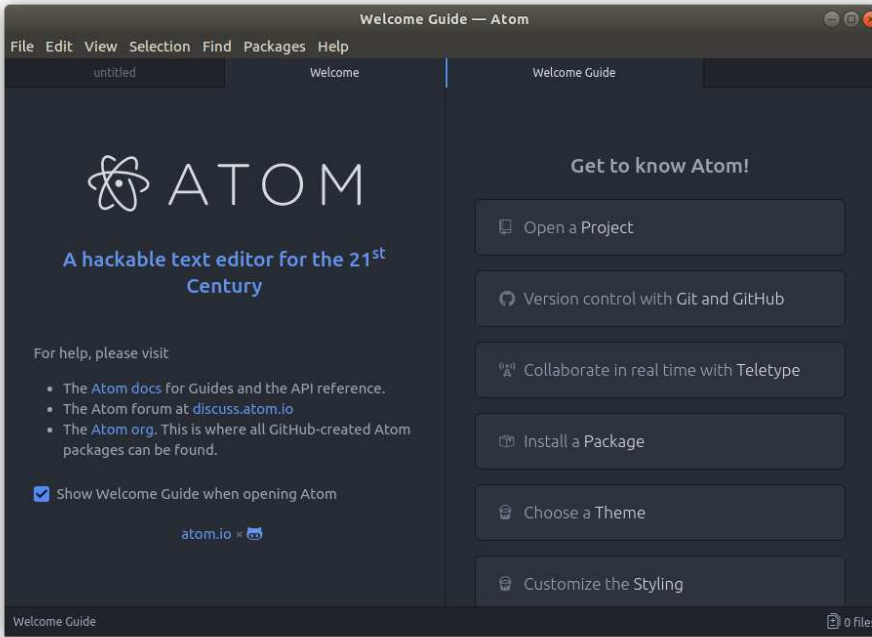 Welcome Guide — Atom
File Edit View Selection Find Packages Help
untitled
Welcome
Welcome Guide
ATOM
A hackable text editor for the 21st
Century
For help, please visit
• The Atom docs for Guides and the API reference.
• The Atom forum at discuss.atom.io
• The Atom org. This is where all GitHub-created Atom
packages can be found.
Show Welcome Guide when opening Atom
atom.io ×
Get to know Atom!
Open a Project
Version control with Git and GitHub
Collaborate in real time with Teletype
Install a Package
Choose a Theme
Customize the Styling
Welcome Guide
0 files